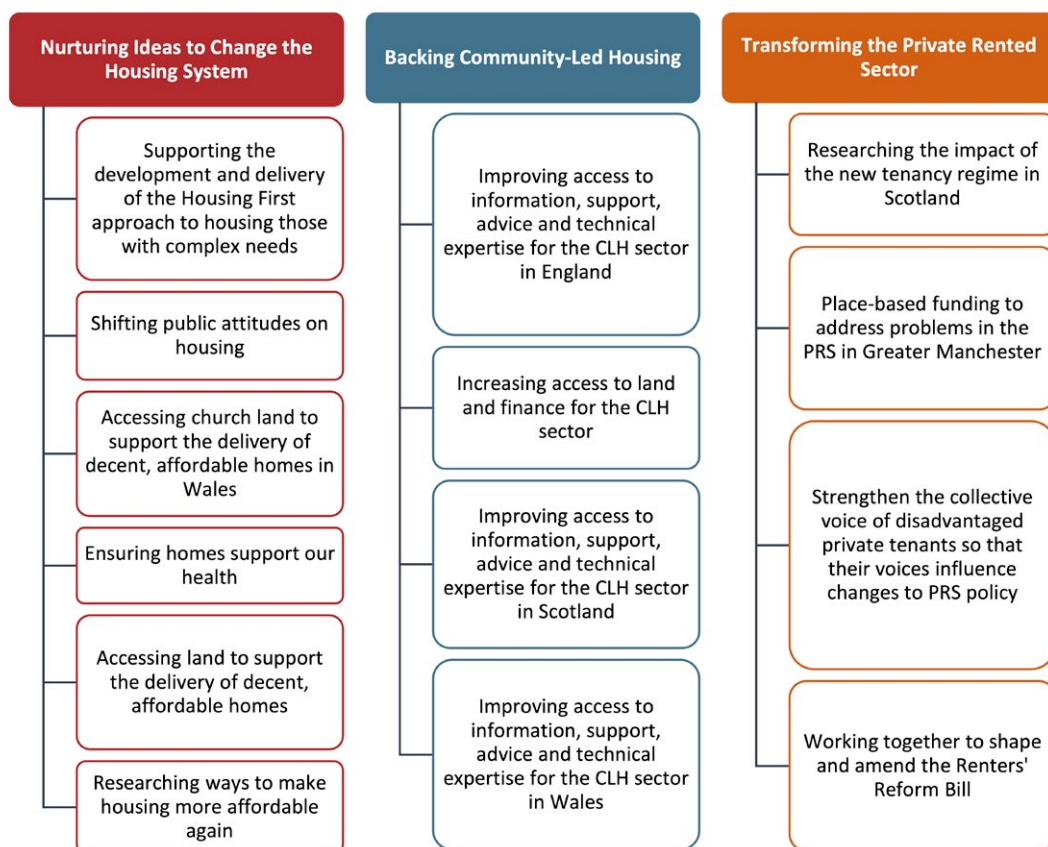 Nurturing Ideas to Change the
Housing System
Supporting the
development and delivery
of the Housing First
approach to housing those
with complex needs
Shifting public attitudes on
housing
Accessing church land to
support the delivery of
decent, affordable homes in
Wales
Ensuring homes support our
health
Accessing land to support
the delivery of decent,
affordable homes
Researching ways to make
housing more affordable
again
Backing Community-Led Housing
Improving access to
information, support,
advice and technical
expertise for the CLH sector
in England
Increasing access to land
and finance for the CLH
sector
Improving access to
information, support,
advice and technical
expertise for the CLH sector
in Scotland
Improving access to
information, support,
advice and technical
expertise for the CLH sector
in Wales
Transforming the Private Rented
Sector
Researching the impact of
the new tenancy regime in
Scotland
Place-based funding to
address problems in the
PRS in Greater Manchester
Strengthen the collective
voice of disadvantaged
private tenants so that
their voices influence
changes to PRS policy
Working together to shape
and amend the Renters'
Reform Bill